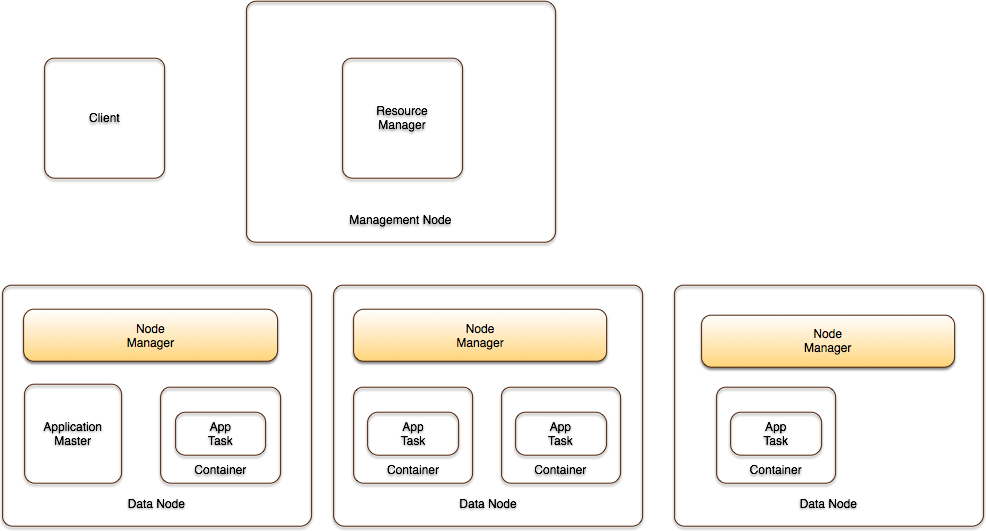 Client
Resource
Manager
Management Node
Node
Manager
Application
Master
App
Task
Container
Data Node
Node
Manager
App
Task
Container
App
Task
Container
Data Node
Node
Manager
App
Task
Container
Data Node